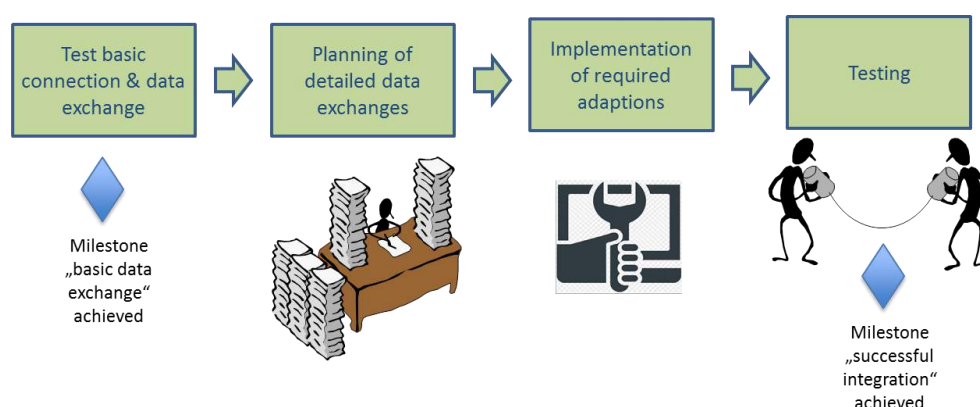 Test basic
connection & data
exchange
Planning of
detailed data
exchanges
Implementation
of required
adaptions
Testing
Milestone
„basic data
exchange“
achieved
Milestone
„successful
integration“
achieved